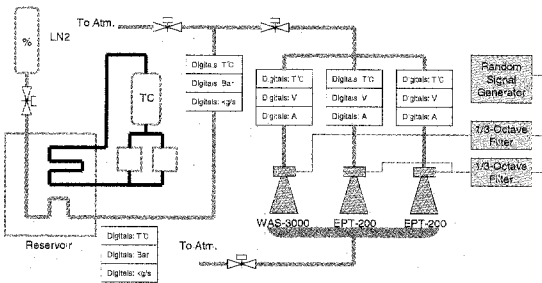 To Atm.
%
LN2
TC
Digitals: T°C
Digitals: Bar
Digitals: kg/s
Digitals: T°C
Digitals: V
Digitals: A
Digitals: T°C
Digitals: V
Digitals: A
Digitals: T°C
Digitals: V
Digitals: A
Random
Signal
Generator
1/3-Octave
Filter
1/3-Octave
Filter
WAS-3000
EPT-200
EPT-200
Reservoir
Digitals: T°C
Digitals: Bar
Digitals: kg/s
To Atm.